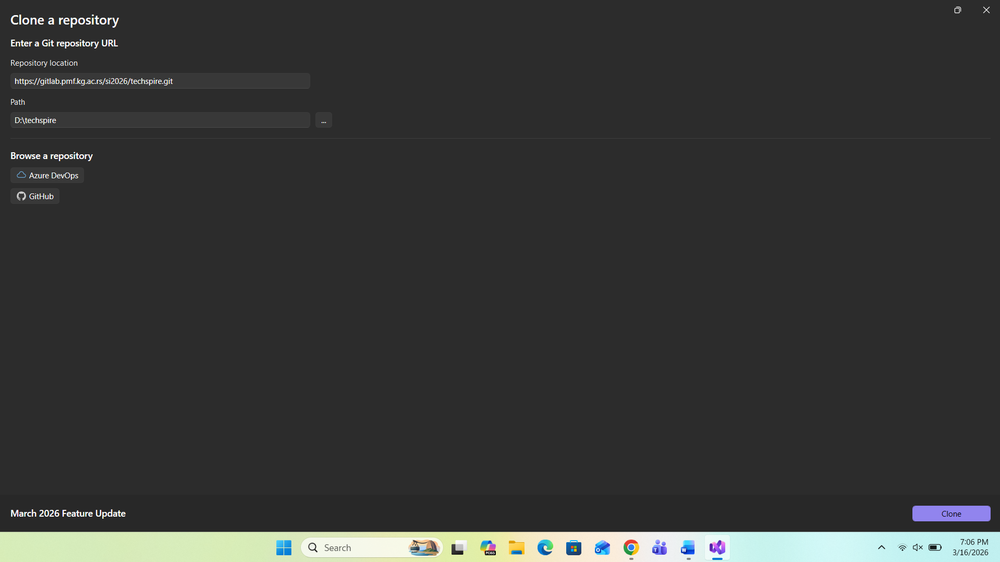 Clone a repository
Enter a Git repository URL
Repository location
https://gitlab.pmf.kg.ac.rs/si2026/techspire.git
Path
D:\techspire
...
Browse a repository
Azure DevOps
GitHub
March 2026 Feature Update
Clone
Search
M365
7:06 PM
3/16/2026